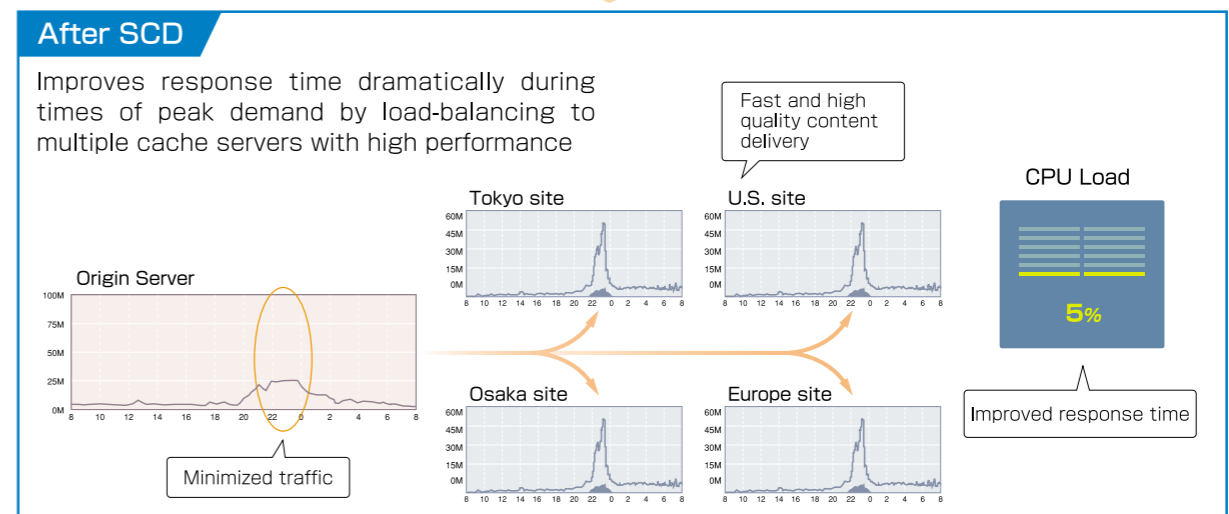 After SCD
Improves response time dramatically during
times of peak demand by load-balancing to
multiple cache servers with high performance
Fast and high
quality content
delivery
Origin Server
100M
75M
50M
25M
0M
8 10 12 14 16 18 20 22 0 2 4 6 8
Minimized traffic
Tokyo site
60M
45M
30M
15M
0M
8 10 12 14 16 18 20 22 0 2 4 6 8
U.S. site
60M
45M
30M
15M
0M
8 10 12 14 16 18 20 22 0 2 4 6 8
Osaka site
60M
45M
30M
15M
0M
8 10 12 14 16 18 20 22 0 2 4 6 8
Europe site
60M
45M
30M
15M
0M
8 10 12 14 16 18 20 22 0 2 4 6 8
CPU Load
5%
Improved response time